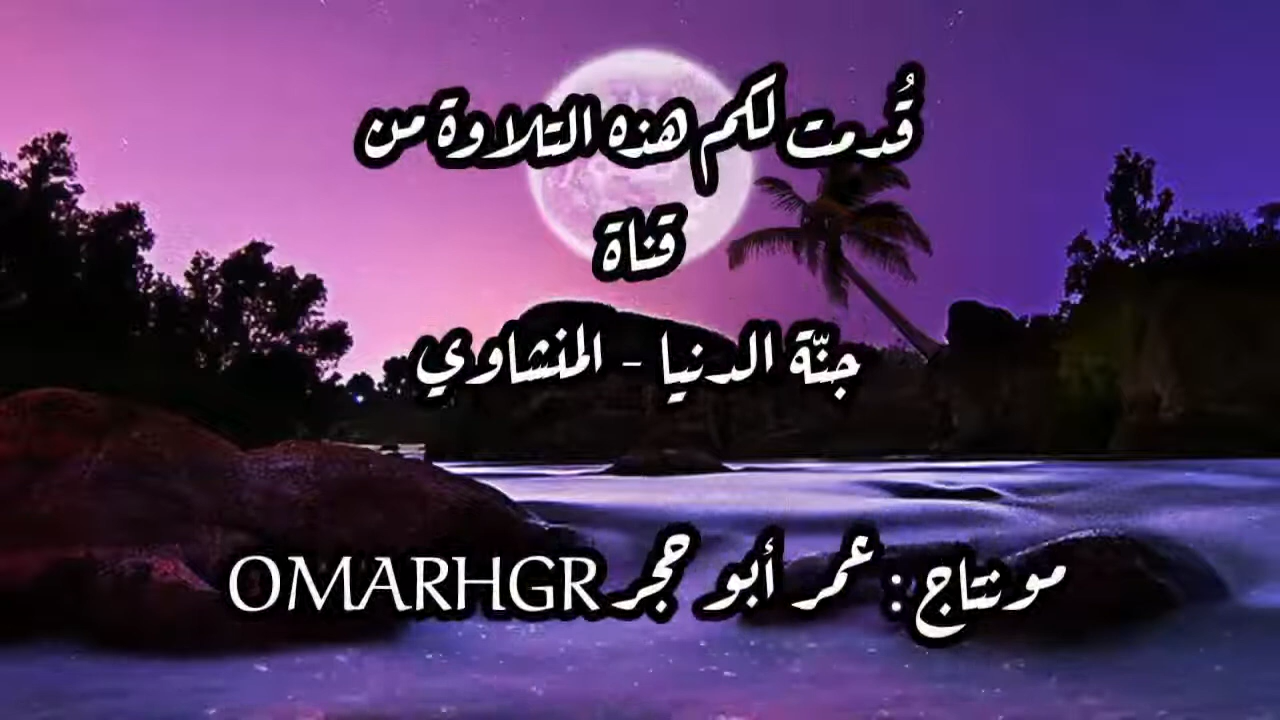 قُدمت لكم هذه التلاوة من
قناة
جنّة الدنيا - المنشاوي
مونتاج : عمر أبو حجر OMARHGR